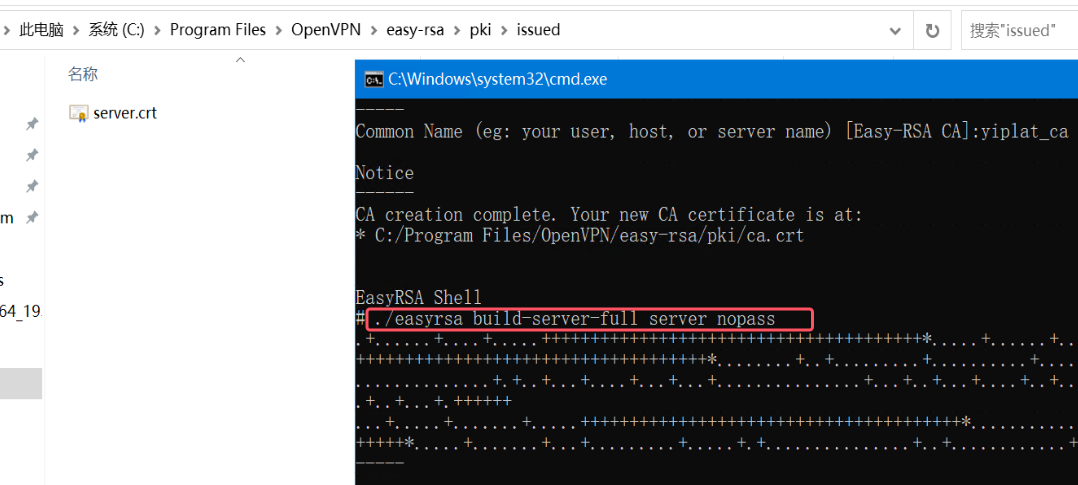 此电脑 > 系统 (C:) > Program Files > OpenVPN > easy-rsa > pki > issued
搜索"issued"
名称
server.crt
m
s
64_19
C:\Windows\system32\cmd.exe
-----
Common Name (eg: your user, host, or server name) [Easy-RSA CA]:yiplat_ca
Notice
------
CA creation complete. Your new CA certificate is at:
* C:/Program Files/OpenVPN/easy-rsa/pki/ca.crt
EasyRSA Shell
# ./easyrsa build-server-full server nopass
.+......+....+.....+++++++++++++++++++++++++++++++++++++++*.....+......+..
++++++++++++++++++++++++++++++++++++*........+..+.........+..........+....
..............+.+..+...+....+...+...+...............+...+..+...+....+..+..
.+..+...+.++++++
...+.....+.......+.....+++++++++++++++++++++++++++++++++++++++*...........
+++++*.....+.......+...+.........+.....+.+...............+..+............+
-----